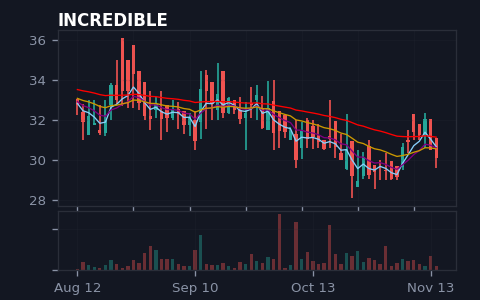 INCREDIBLE
36
34
32
30
28
Aug 12
Sep 10
Oct 13
Nov 13